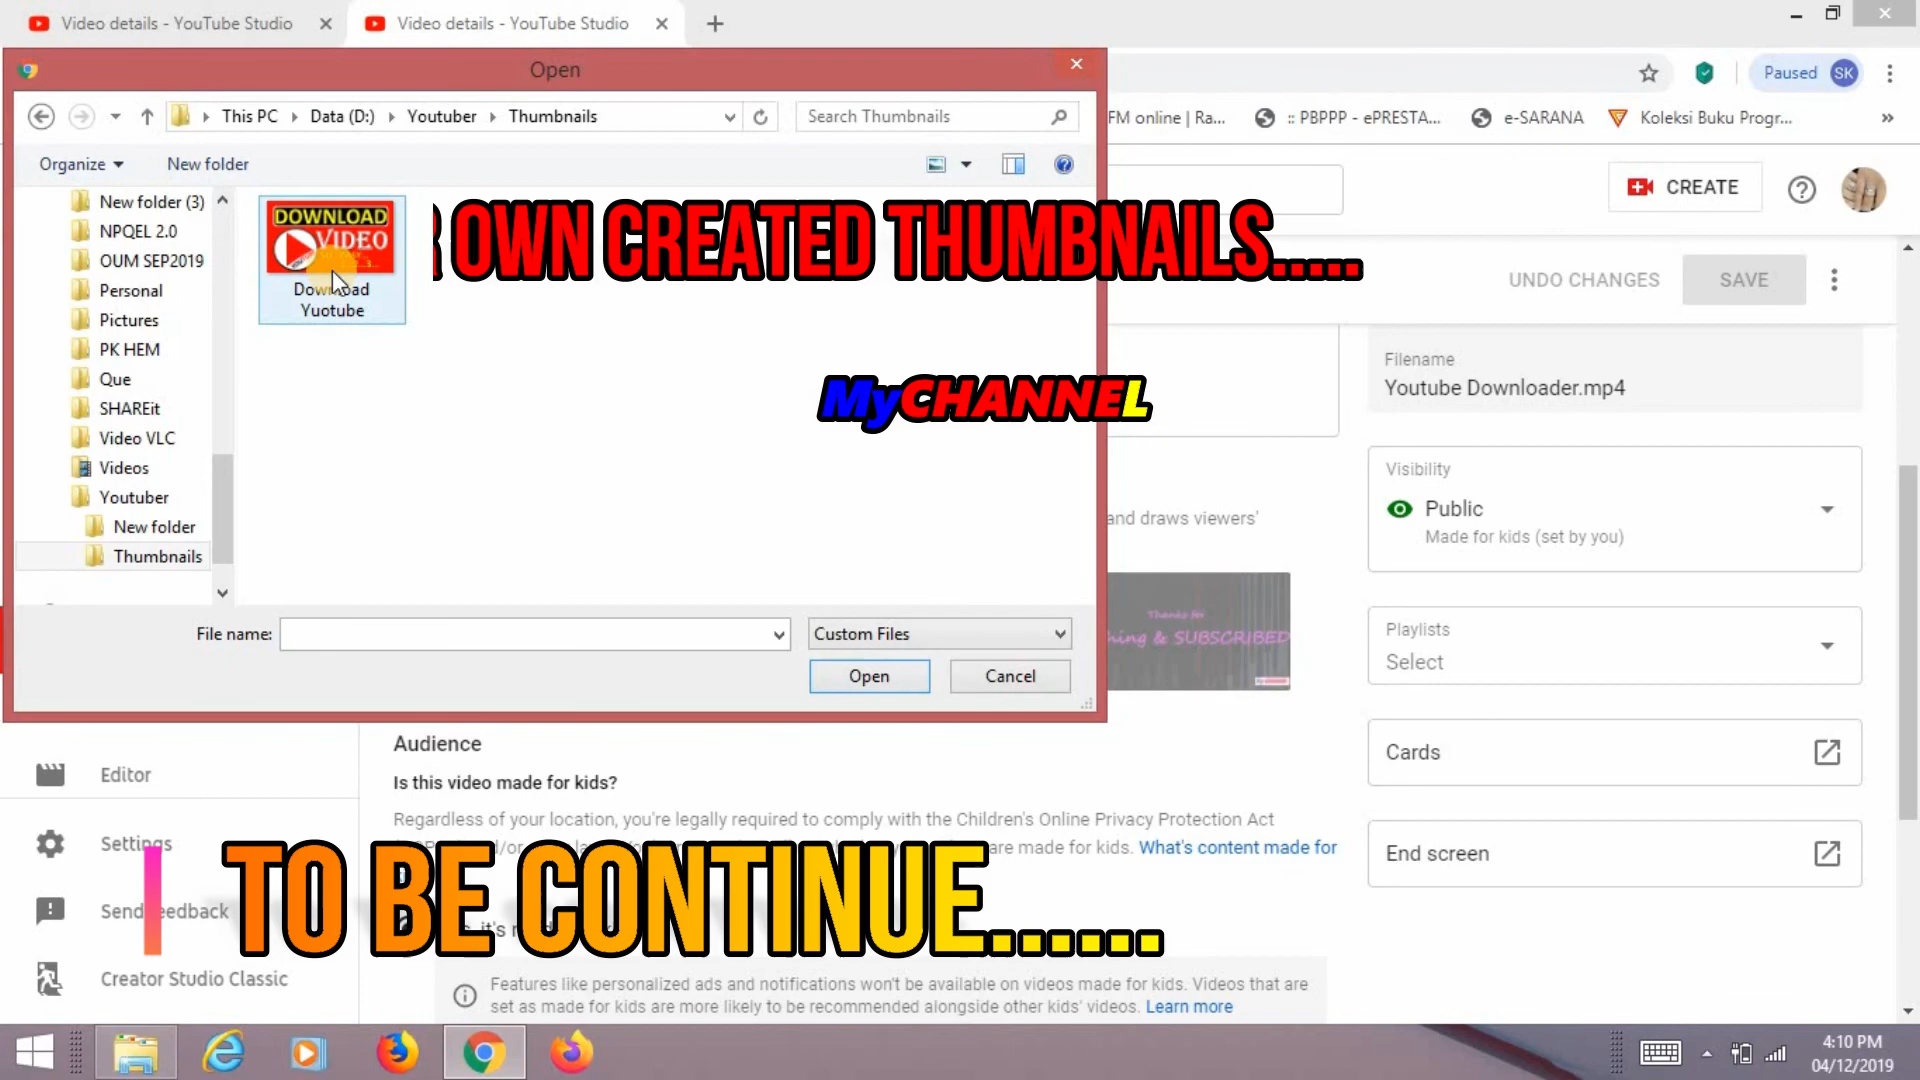 Video details - YouTube Studio
Video details - YouTube Studio
Open
This PC
Data (D:)
Youtuber
Thumbnails
Search Thumbnails
Paused
SK
FM online | Ra...
:: PBPPP - ePRESTA...
e-SARANA
Koleksi Buku Progr...
»
Organize
New folder
CREATE
New folder (3)
NPQEL 2.0
OUM SEP2019
Personal
Pictures
PK HEM
Que
SHAREit
Video VLC
Videos
Youtuber
New folder
Thumbnails
DOWNLOAD
VIDEO
Download
Yuotube
OWN CREATED THUMBNAILS.....
MyCHANNEL
UNDO CHANGES
SAVE
Filename
Youtube Downloader.mp4
Visibility
Public
Made for kids (set by you)
and draws viewers'
Thanks for
hing & SUBSCRIBED
Playlists
Select
File name:
Custom Files
Open
Cancel
Cards
End screen
Editor
Settings
Send feedback
Creator Studio Classic
Audience
Is this video made for kids?
Regardless of your location, you're legally required to comply with the Children's Online Privacy Protection Act
are made for kids. What's content made for
TO BE CONTINUE......
Features like personalized ads and notifications won't be available on videos made for kids. Videos that are
set as made for kids are more likely to be recommended alongside other kids' videos. Learn more
4:10 PM
04/12/2019